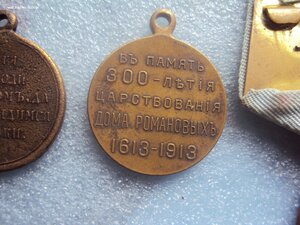 ВЪ ПАМЯТЬ
300-ЛѢТІЯ
ЦАРСТВОВАНІЯ
ДОМА РОМАНОВЫХЪ
1613-1913